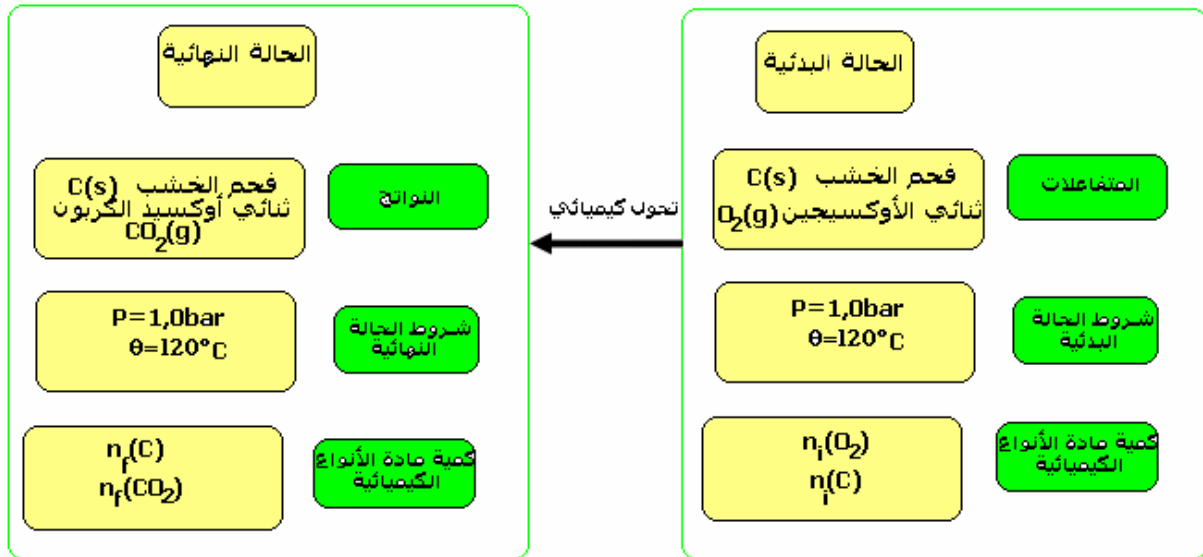 الحالة البدئية
المتفاعلات
فحم الخشب C(s)
ثنائي الأوكسيجين O₂(g)
شروط الحالة
البدئية
P=1,0bar
θ=120°C
كمية مادة الأنواع
الكيميائية
nᵢ(O₂)
nᵢ(C)
تحول كيميائي
الحالة النهائية
النواتج
فحم الخشب C(s)
ثنائي أوكسيد الكربون
CO₂(g)
شروط الحالة
النهائية
P=1,0bar
θ=120°C
كمية مادة الأنواع
الكيميائية
n_f(C)
n_f(CO₂)